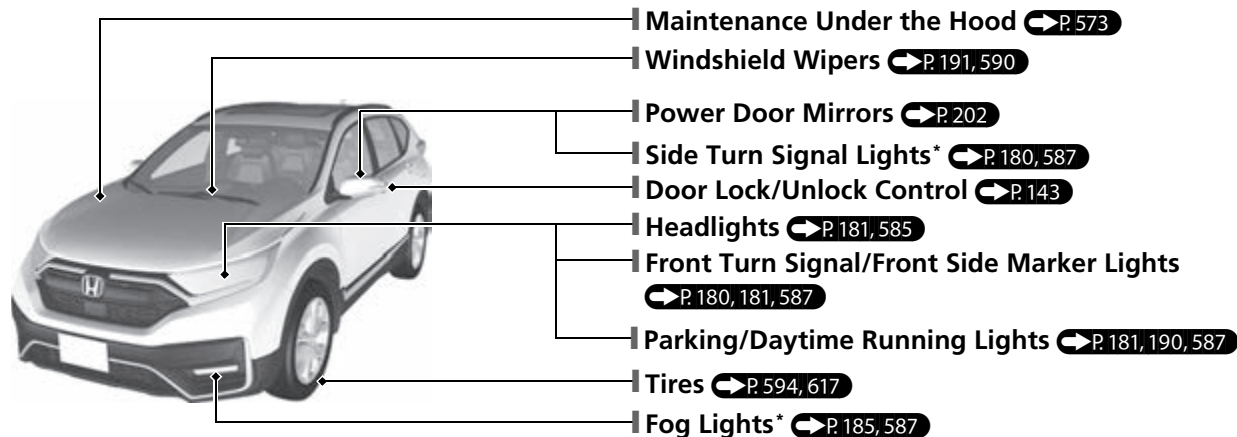 Maintenance Under the Hood P. 573
Windshield Wipers P. 191, 590
Power Door Mirrors P. 202
Side Turn Signal Lights* P. 180, 587
Door Lock/Unlock Control P. 143
Headlights P. 181, 585
Front Turn Signal/Front Side Marker Lights
P. 180, 181, 587
Parking/Daytime Running Lights P. 181, 190, 587
Tires P. 594, 617
Fog Lights* P. 185, 587